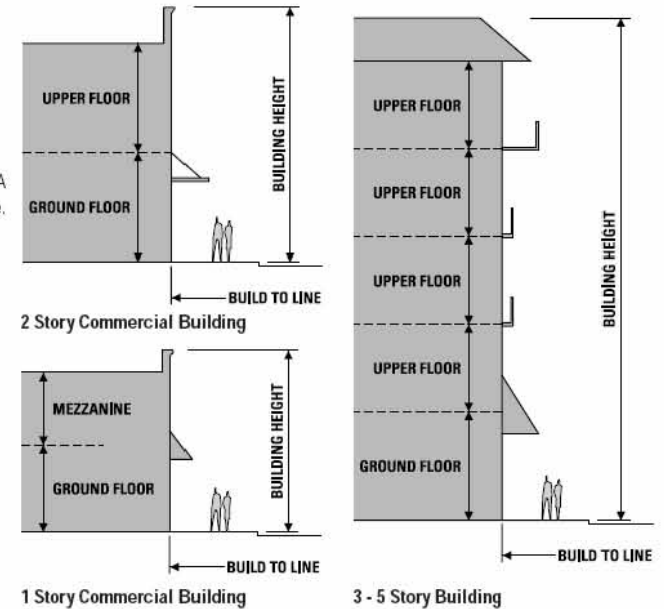 UPPER FLOOR
GROUND FLOOR
BUILDING HEIGHT
BUILD TO LINE
2 Story Commercial Building
A
MEZZANINE
GROUND FLOOR
BUILDING HEIGHT
BUILD TO LINE
1 Story Commercial Building
UPPER FLOOR
UPPER FLOOR
UPPER FLOOR
UPPER FLOOR
GROUND FLOOR
BUILDING HEIGHT
BUILD TO LINE
3 - 5 Story Building